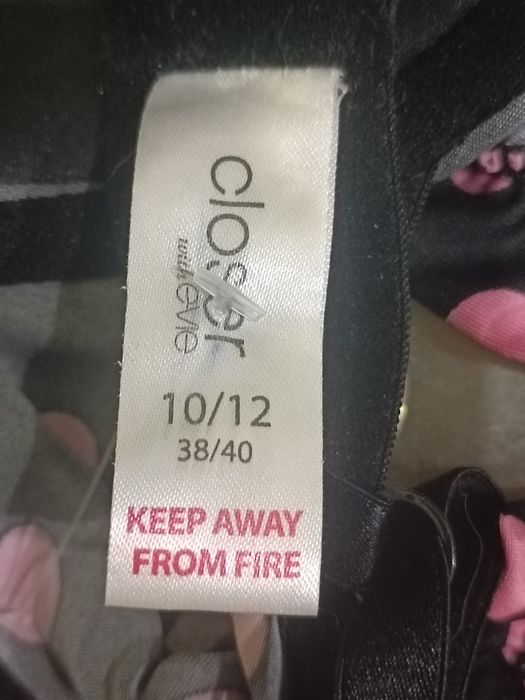 closer
with evie
10/12
38/40
KEEP AWAY
FROM FIRE